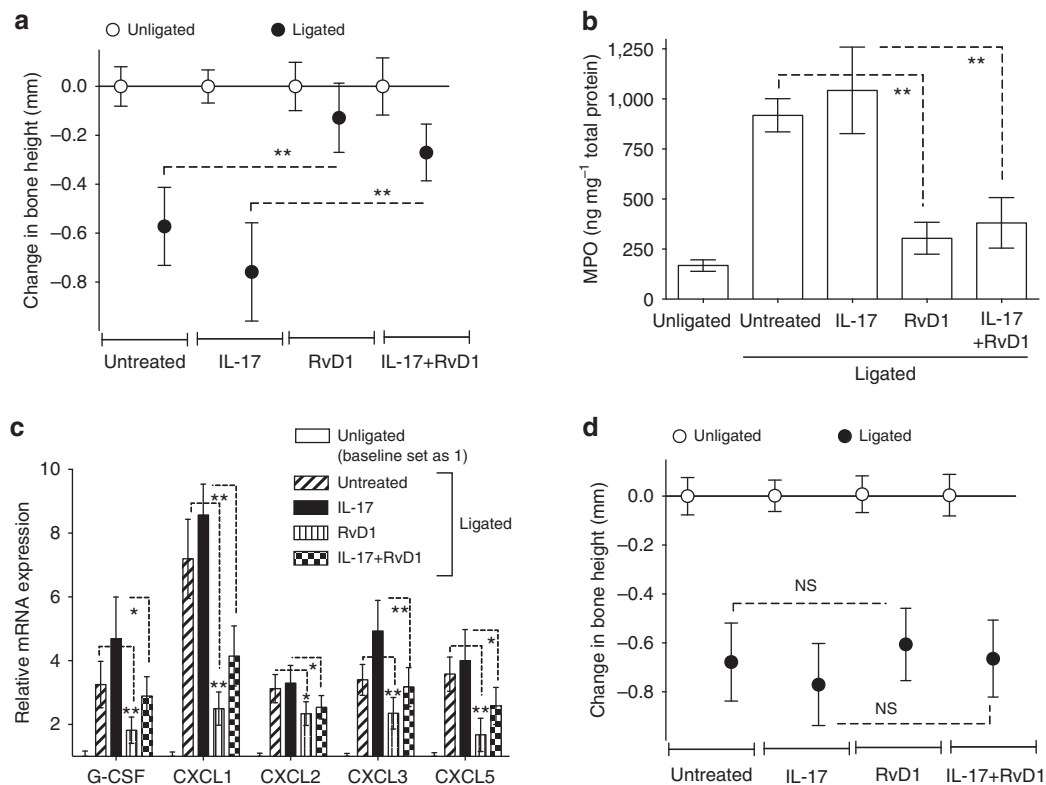 a
Unligated
Ligated
Change in bone height (mm)
0.0
−0.2
−0.4
−0.6
−0.8
**
**
Untreated
IL-17
RvD1
IL-17+RvD1
b
MPO (ng mg⁻¹ total protein)
1,250
1,000
750
500
250
0
**
**
Unligated
Untreated
IL-17
RvD1
IL-17
+RvD1
Ligated
c
Unligated
(baseline set as 1)
Untreated
IL-17
RvD1
IL-17+RvD1
Ligated
Relative mRNA expression
10
8
6
4
2
*
**
**
**
*
*
**
**
*
**
G-CSF
CXCL1
CXCL2
CXCL3
CXCL5
d
Unligated
Ligated
Change in bone height (mm)
0.0
−0.2
−0.4
−0.6
−0.8
NS
NS
Untreated
IL-17
RvD1
IL-17+RvD1